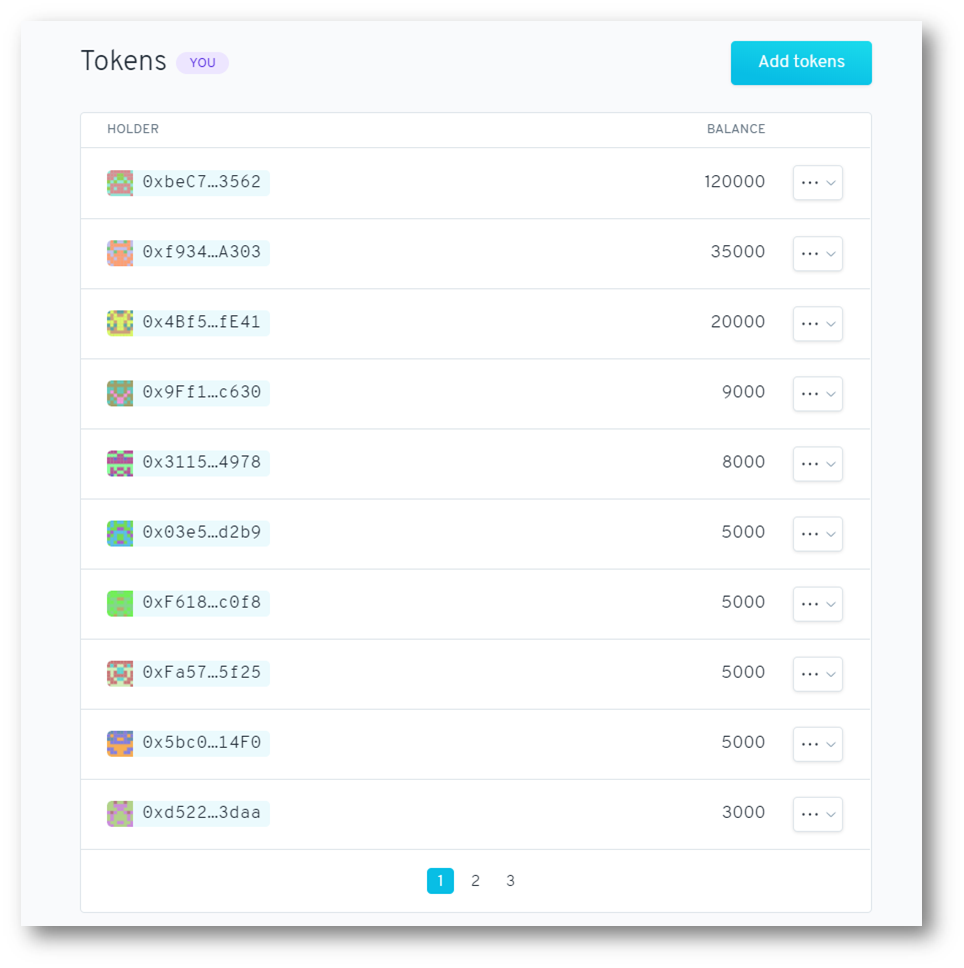 Tokens YOU Add tokens
HOLDER BALANCE
0xbeC7…3562 120000
0xf934…A303 35000
0x4Bf5…fE41 20000
0x9Ff1…c630 9000
0x3115…4978 8000
0x03e5…d2b9 5000
0xF618…c0f8 5000
0xFa57…5f25 5000
0x5bc0…14F0 5000
0xd522…3daa 3000
1 2 3